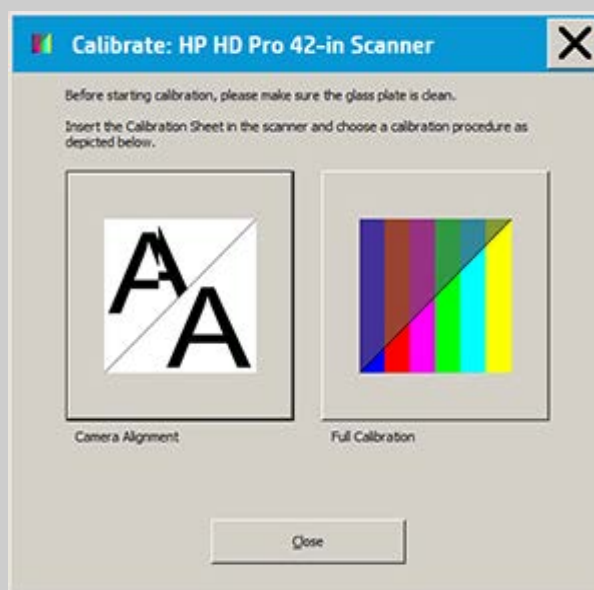 Calibrate: HP HD Pro 42-in Scanner
Before starting calibration, please make sure the glass plate is clean.
Insert the Calibration Sheet in the scanner and choose a calibration procedure as
depicted below.
A
A
Camera Alignment
Full Calibration
Close